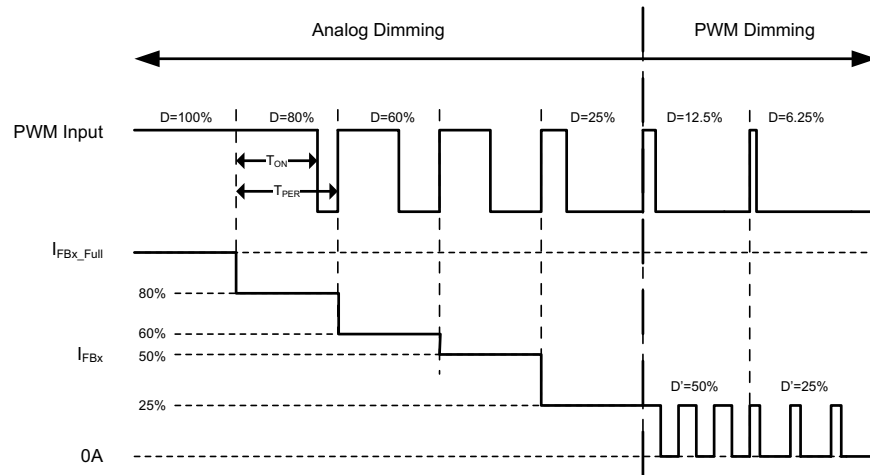 Analog Dimming PWM Dimming
D=100% D=80% D=60% D=25% D=12.5% D=6.25%
PWM Input
TON
TPER
IFBx_Full
80%
60%
IFBx
50%
D'=50% D'=25%
25%
0A